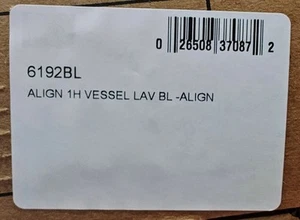 0 26508 37087 2
6192BL
ALIGN 1H VESSEL LAV BL -ALIGN